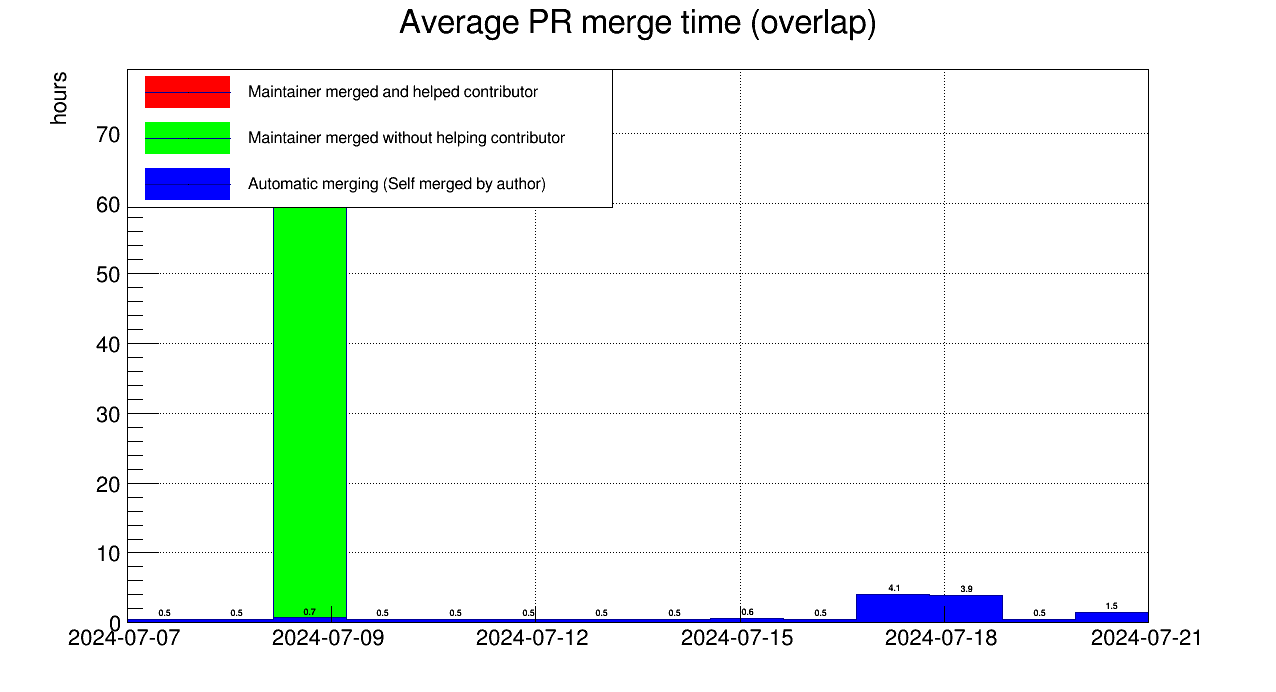 Average PR merge time (overlap)
hours
Maintainer merged and helped contributor
Maintainer merged without helping contributor
Automatic merging (Self merged by author)
70
60
50
40
30
20
10
0
0.5 0.5 0.7 0.5 0.5 0.5 0.5 0.5 0.6 0.5 4.1 3.9 0.5 1.5
2024-07-07 2024-07-09 2024-07-12 2024-07-15 2024-07-18 2024-07-21